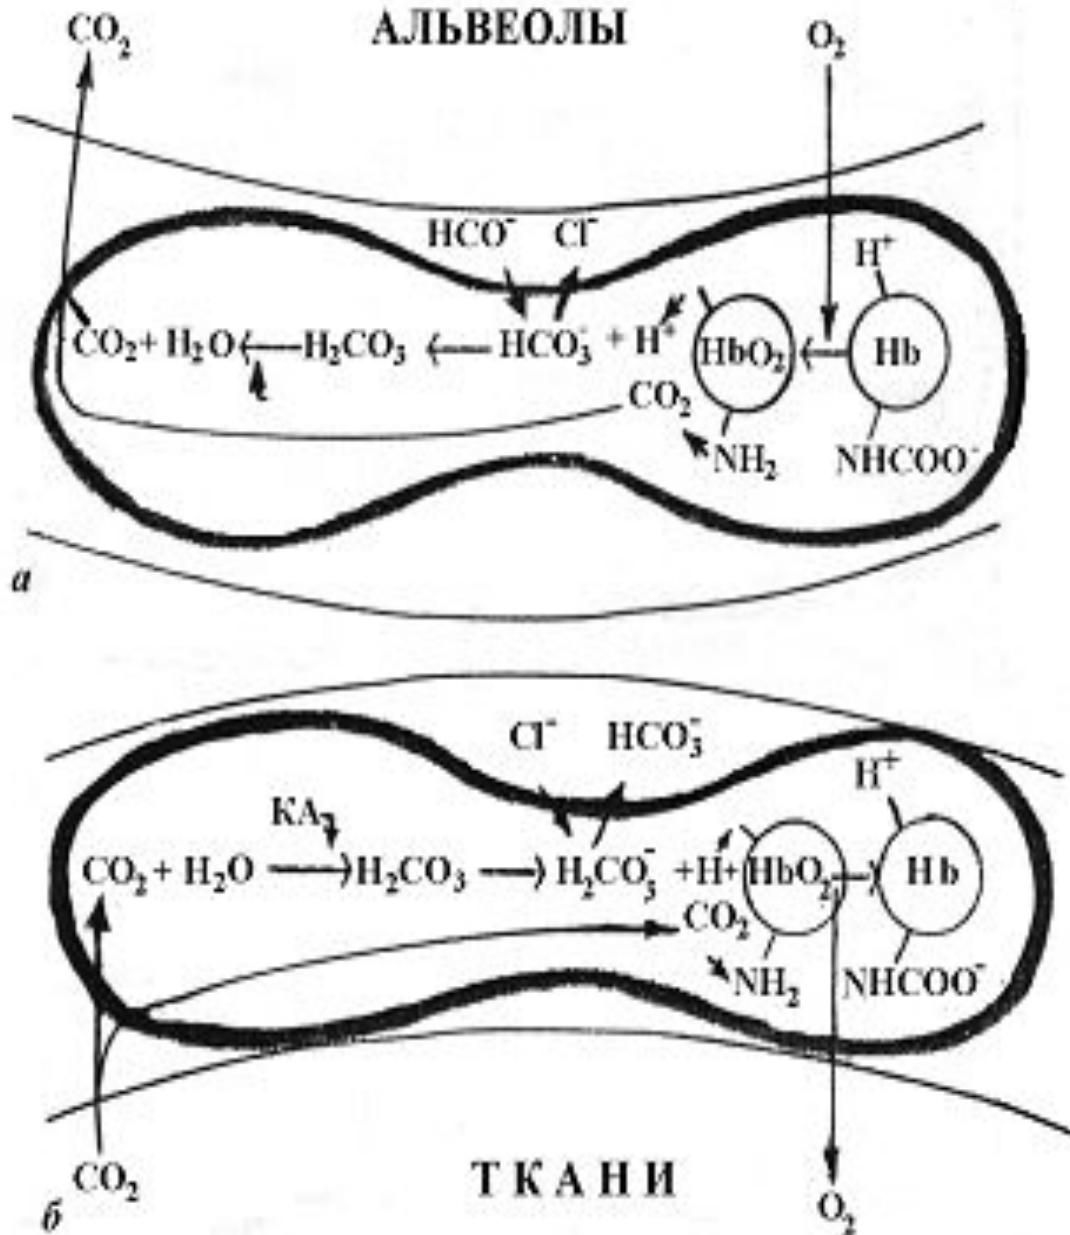 CO₂ АЛЬВЕОЛЫ O₂
HCO⁻ Cl⁻ H⁺
CO₂ + H₂O ← H₂CO₃ ← HCO₃⁻ + H⁺ HbO₂ ← Hb
CO₂
NH₂ NHCOO⁻
а
Cl⁻ HCO₃⁻ H⁺
КА
CO₂ + H₂O → H₂CO₃ → H₂CO₃⁻ + H+ HbO₂ → Hb
CO₂
NH₂ NHCOO⁻
CO₂ ТКАНИ O₂
б